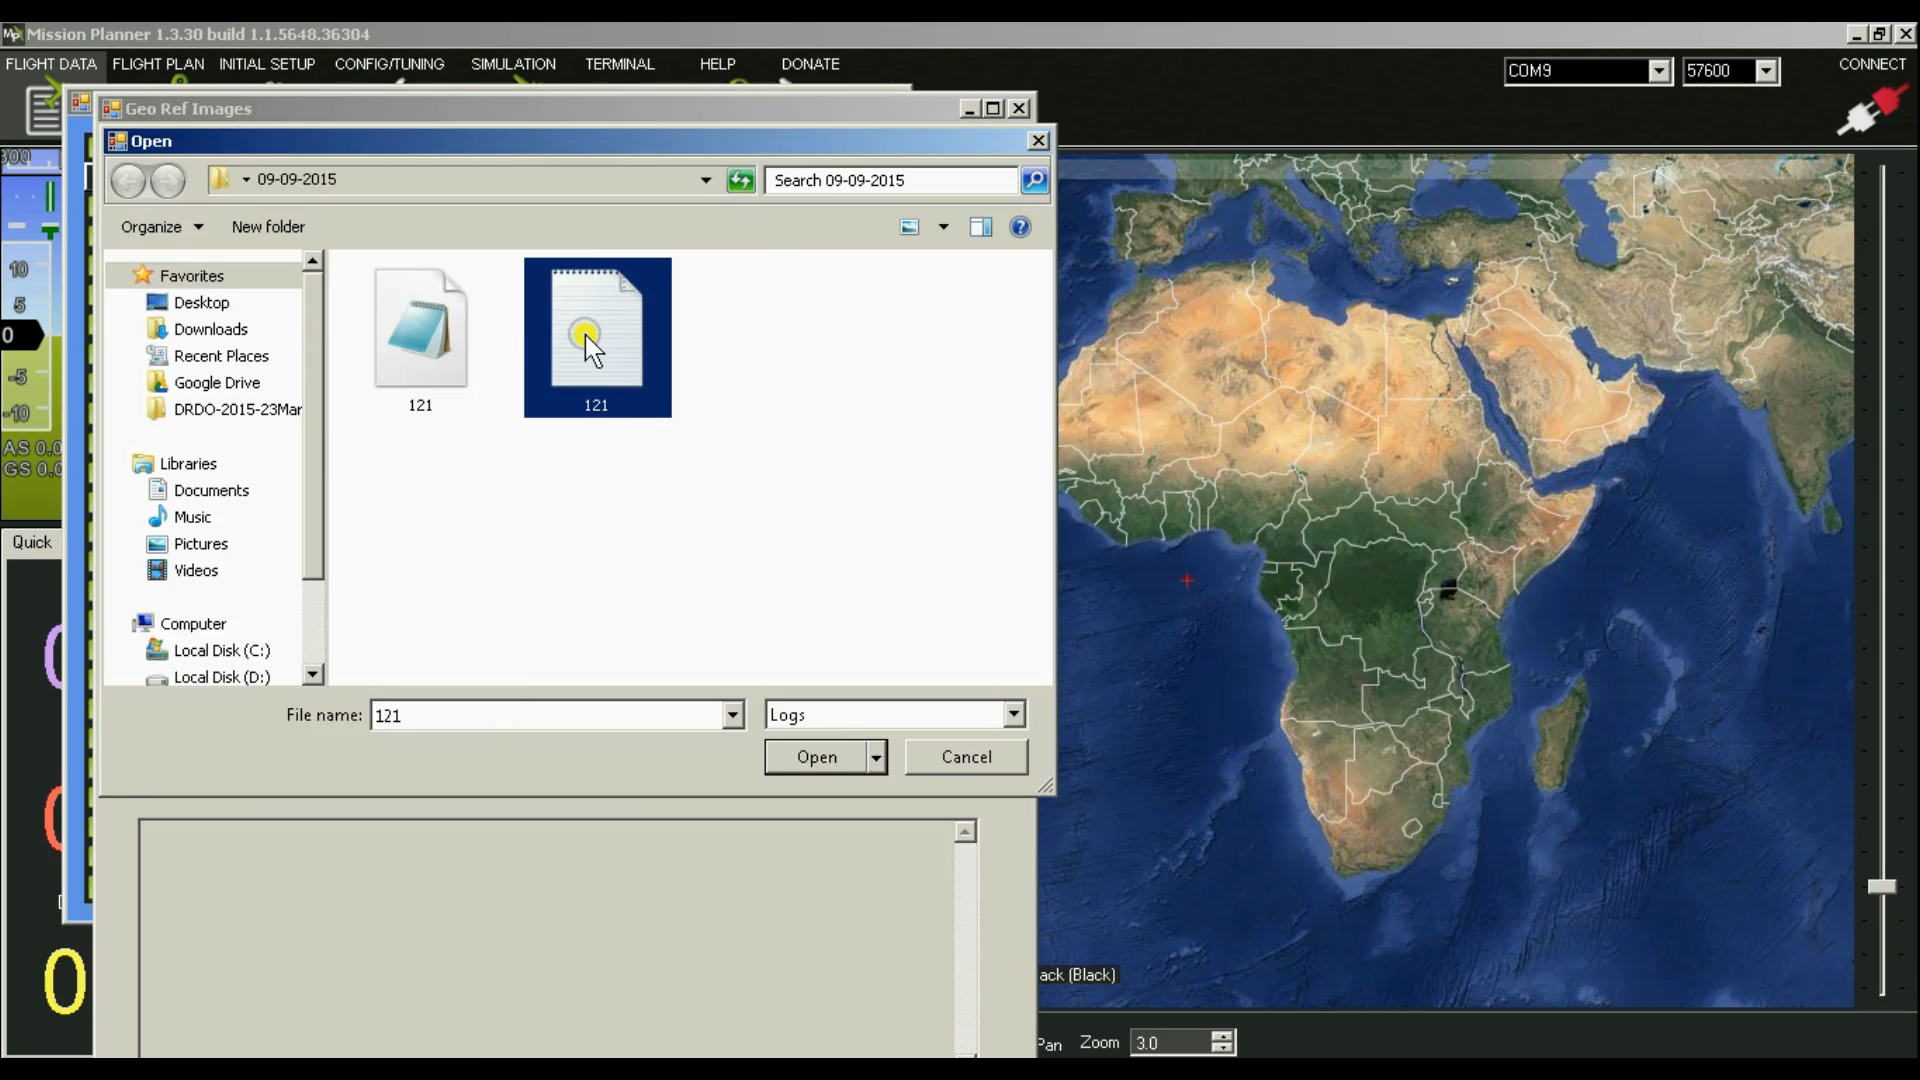 Mission Planner 1.3.30 build 1.1.5648.36304
FLIGHT DATA FLIGHT PLAN INITIAL SETUP CONFIG/TUNING SIMULATION TERMINAL HELP DONATE
COM9 57600 CONNECT
Geo Ref Images
Open
09-09-2015 Search 09-09-2015
Organize New folder
Favorites
Desktop
Downloads
Recent Places
Google Drive
DRDO-2015-23Mar
Libraries
Documents
Music
Pictures
Videos
Computer
Local Disk (C:)
Local Disk (D:)
121 121
File name: 121 Logs
Open Cancel
300
10
5
0
-5
-10
AS 0.0
GS 0.0
Quick
0
0
0
ack (Black)
Pan Zoom 3.0